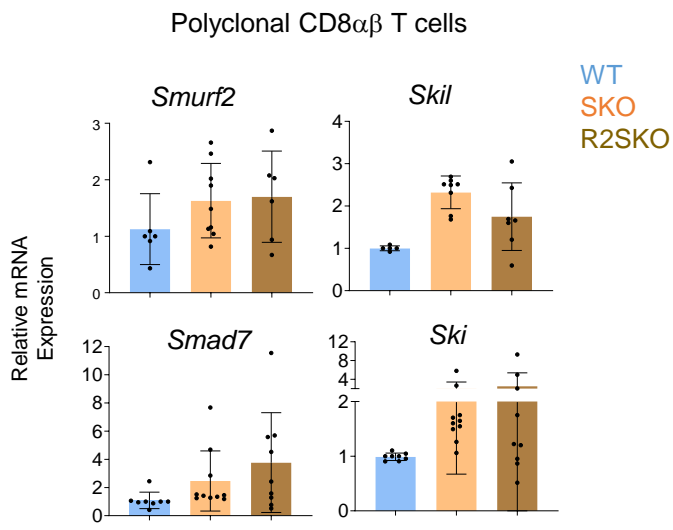 Polyclonal CD8αβ T cells
WT
SKO
R2SKO
Smurf2
Skil
3
2
1
0
4
3
2
1
0
Relative mRNA
Expression
Smad7
Ski
12
10
8
6
4
2
0
12
8
4
2
1
0